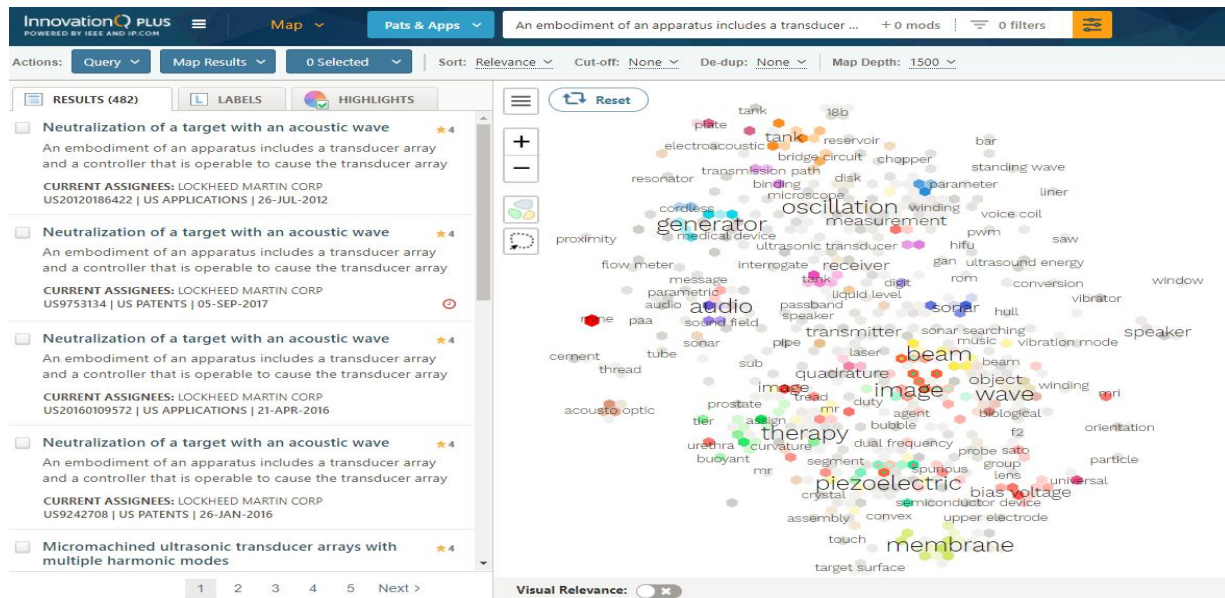 InnovationQ PLUS
POWERED BY IEEE AND IP.COM
Map
Pats & Apps
An embodiment of an apparatus includes a transducer ...
+ 0 mods
0 filters
Actions:
Query
Map Results
0 Selected
Sort: Relevance
Cut-off: None
De-dup: None
Map Depth: 1500
RESULTS (482)
L LABELS
HIGHLIGHTS
Neutralization of a target with an acoustic wave
4
An embodiment of an apparatus includes a transducer array
and a controller that is operable to cause the transducer array
CURRENT ASSIGNEES: LOCKHEED MARTIN CORP
US20120186422 | US APPLICATIONS | 26-JUL-2012
Neutralization of a target with an acoustic wave
4
An embodiment of an apparatus includes a transducer array
and a controller that is operable to cause the transducer array
CURRENT ASSIGNEES: LOCKHEED MARTIN CORP
US9753134 | US PATENTS | 05-SEP-2017
Neutralization of a target with an acoustic wave
4
An embodiment of an apparatus includes a transducer array
and a controller that is operable to cause the transducer array
CURRENT ASSIGNEES: LOCKHEED MARTIN CORP
US20160109572 | US APPLICATIONS | 21-APR-2016
Neutralization of a target with an acoustic wave
4
An embodiment of an apparatus includes a transducer array
and a controller that is operable to cause the transducer array
CURRENT ASSIGNEES: LOCKHEED MARTIN CORP
US9242708 | US PATENTS | 26-JAN-2016
Micromachined ultrasonic transducer arrays with
multiple harmonic modes
4
1 2 3 4 5 Next >
Reset
+
−
tank
18b
plate
tank
reservoir
bar
electroacoustic
bridge circuit
chopper
standing wave
transmission path
resonator
binding
disk
parameter
liner
microscope
cordless
oscillation
winding
voice coil
generator
measurement
medical device
pwm
proximity
ultrasonic transducer
hifu
saw
flow meter
interrogate
receiver
gan
ultrasound energy
message
tank
digit
rom
conversion
window
parametric
liquid level
vibrator
audio
audio
passband
sonar
hull
mine
paa
sound field
speaker
transmitter
sonar searching
speaker
sonar
pipe
music
vibration mode
cement
tube
laser
beam
beam
thread
sub
quadrature
object
image
image
wave
winding
mri
tread
duty
acousto optic
prostate
mr
agent
biological
tier
assign
bubble
orientation
therapy
f2
urethra
curvature
dual frequency
probe
sato
buoyant
segment
group
particle
mr
spurious
lens
piezoelectric
universal
crystal
bias voltage
semiconductor device
assembly
convex
upper electrode
touch
membrane
target surface
Visual Relevance: